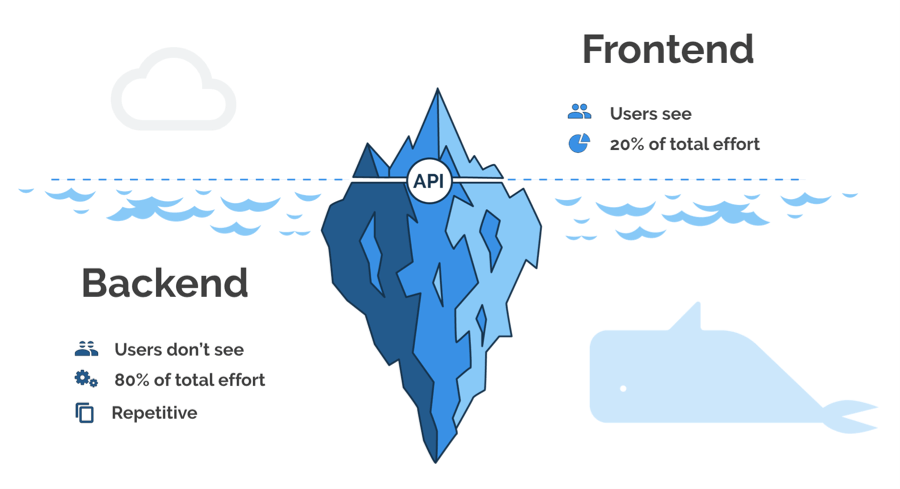 Frontend
Users see
20% of total effort
API
Backend
Users don't see
80% of total effort
Repetitive